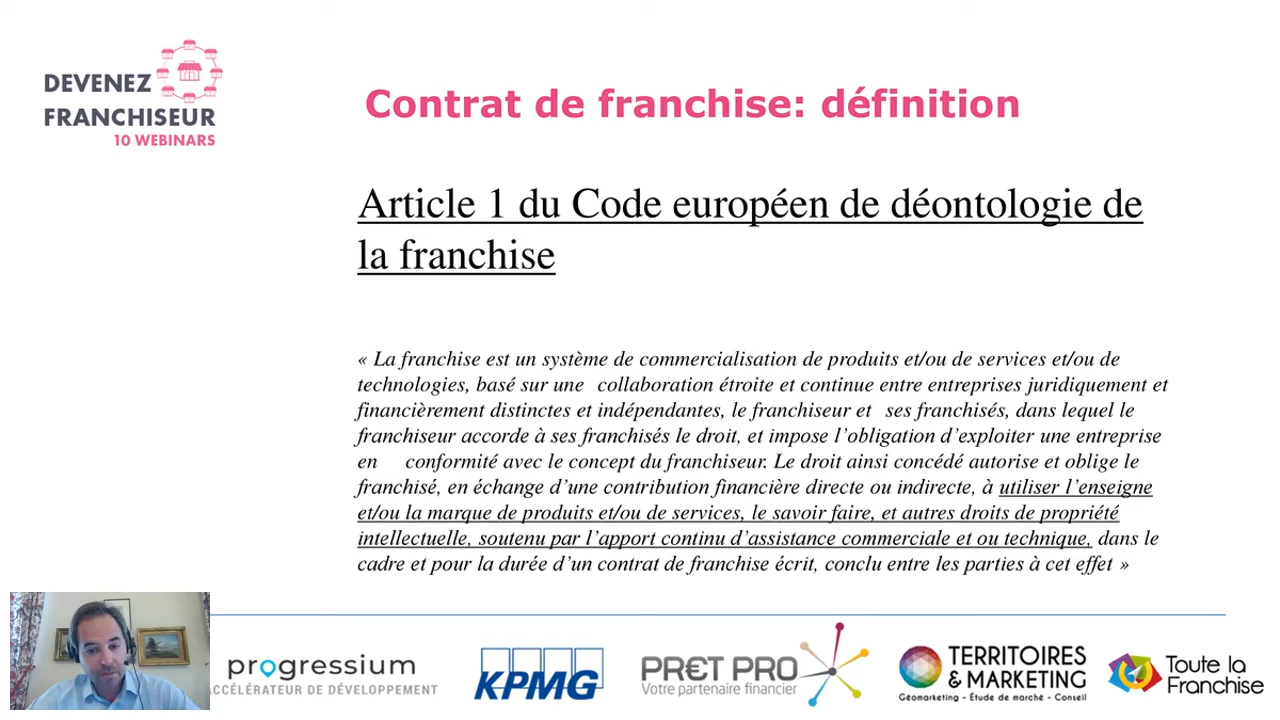 DEVENEZ
FRANCHISEUR
10 WEBINARS
Contrat de franchise: définition
Article 1 du Code européen de déontologie de
la franchise
« La franchise est un système de commercialisation de produits et/ou de services et/ou de
technologies, basé sur une collaboration étroite et continue entre entreprises juridiquement et
financièrement distinctes et indépendantes, le franchiseur et ses franchisés, dans lequel le
franchiseur accorde à ses franchisés le droit, et impose l’obligation d’exploiter une entreprise
en conformité avec le concept du franchiseur. Le droit ainsi concédé autorise et oblige le
franchisé, en échange d’une contribution financière directe ou indirecte, à utiliser l’enseigne
et/ou la marque de produits et/ou de services, le savoir faire, et autres droits de propriété
intellectuelle, soutenu par l’apport continu d’assistance commerciale et ou technique, dans le
cadre et pour la durée d’un contrat de franchise écrit, conclu entre les parties à cet effet »
progressium
ACCÉLÉRATEUR DE DÉVELOPPEMENT
KPMG
PR€T PRO
Votre partenaire financier
TERRITOIRES
& MARKETING
Géomarketing - Étude de marché - Conseil
Toute la
Franchise